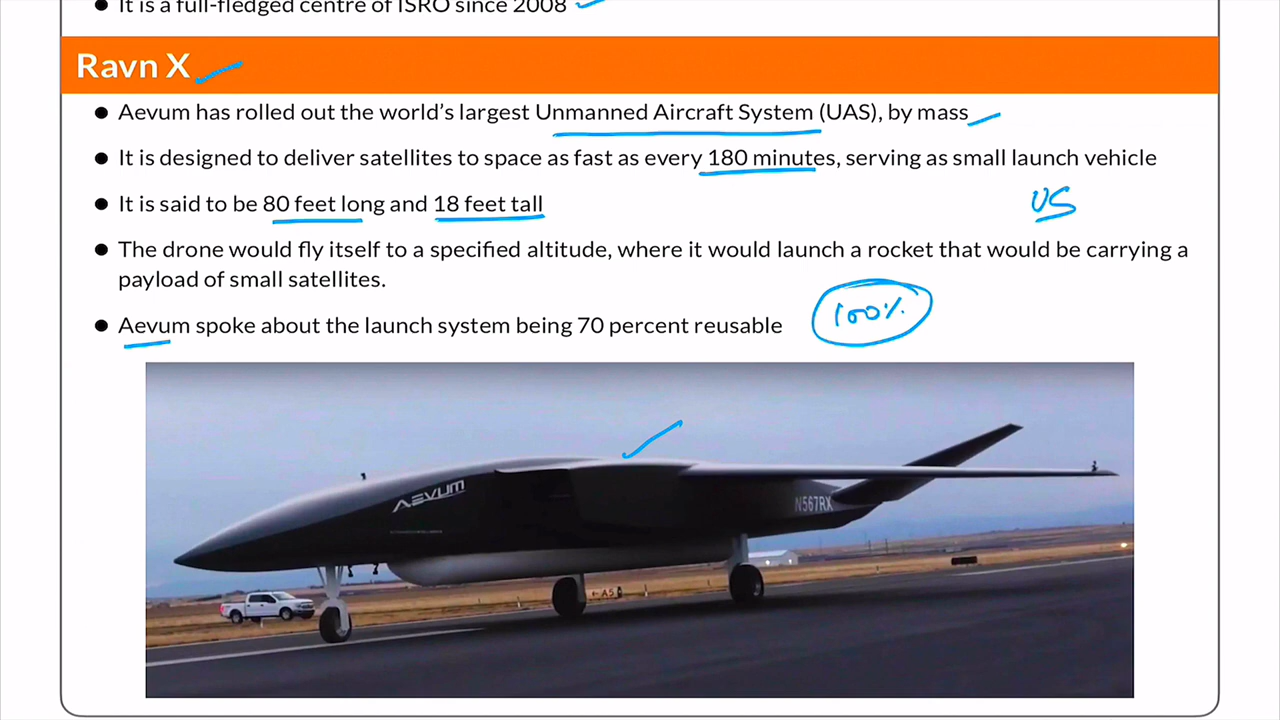 • It is a full-fledged centre of ISRO since 2008
Ravn X
• Aevum has rolled out the world's largest Unmanned Aircraft System (UAS), by mass
• It is designed to deliver satellites to space as fast as every 180 minutes, serving as small launch vehicle
• It is said to be 80 feet long and 18 feet tall
US
• The drone would fly itself to a specified altitude, where it would launch a rocket that would be carrying a
payload of small satellites.
• Aevum spoke about the launch system being 70 percent reusable
100%
AEVUM
N567RX
←A5